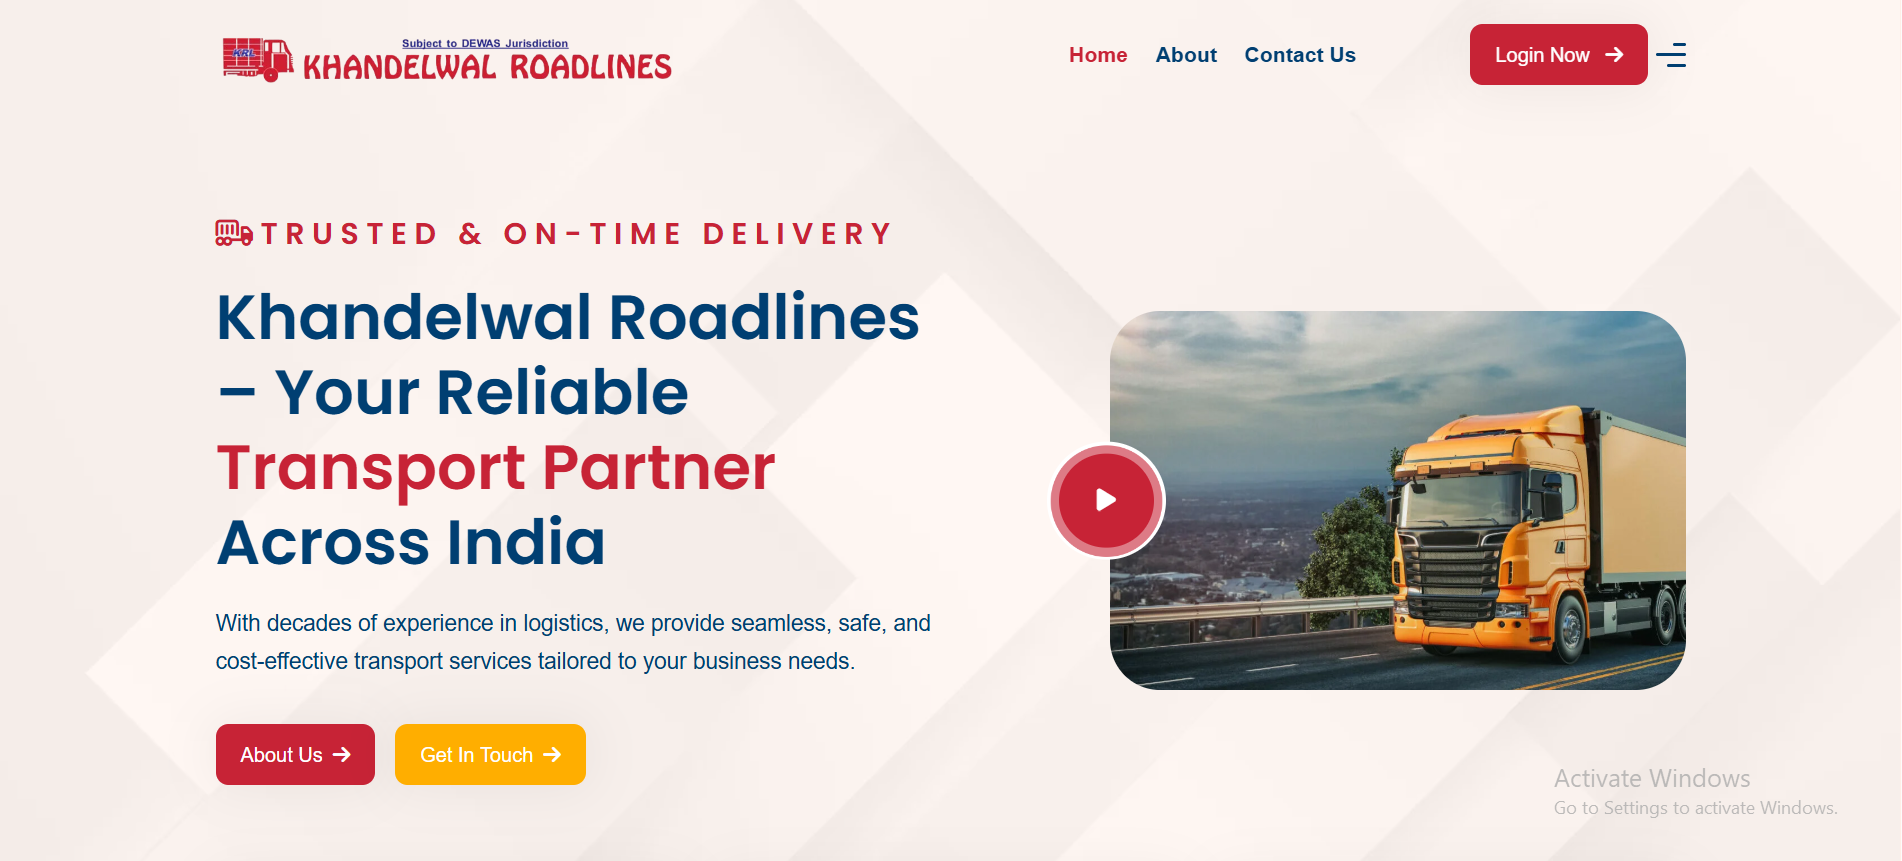 Subject to DEWAS Jurisdiction
KRL
KHANDELWAL ROADLINES
Home About Contact Us
Login Now
TRUSTED & ON-TIME DELIVERY
Khandelwal Roadlines
– Your Reliable
Transport Partner
Across India
With decades of experience in logistics, we provide seamless, safe, and
cost-effective transport services tailored to your business needs.
About Us
Get In Touch
Activate Windows
Go to Settings to activate Windows.